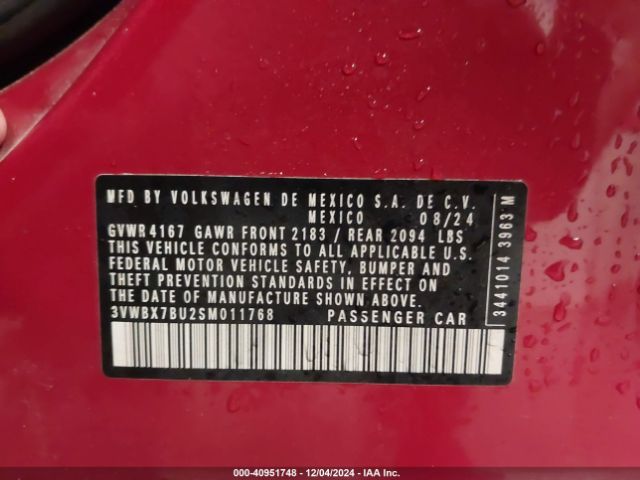 MFD BY VOLKSWAGEN DE MEXICO S.A. DE C.V.
MEXICO 08/24
GVWR 4167 GAWR FRONT 2183 / REAR 2094 LBS
THIS VEHICLE CONFORMS TO ALL APPLICABLE U.S.
FEDERAL MOTOR VEHICLE SAFETY, BUMPER AND
THEFT PREVENTION STANDARDS IN EFFECT ON
THE DATE OF MANUFACTURE SHOWN ABOVE.
3VWBX7BU2SM011768 PASSENGER CAR
3441014 3963 M
000-40951748 - 12/04/2024 - IAA Inc.